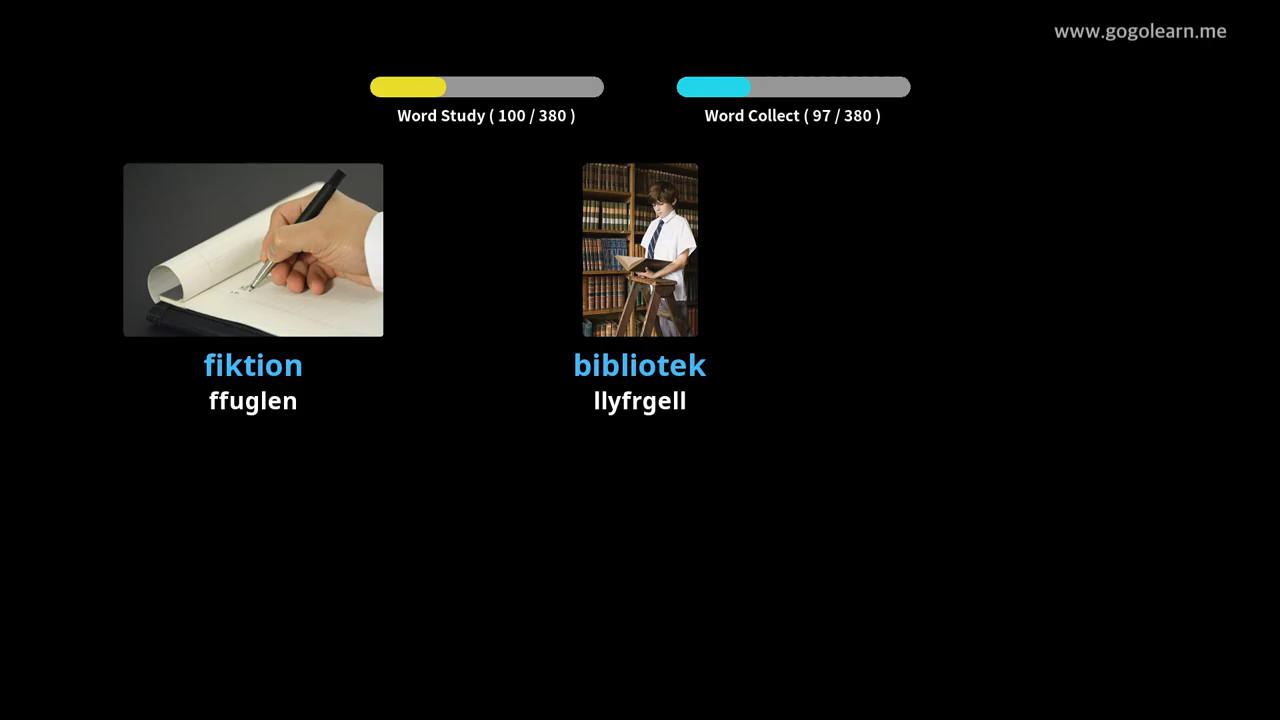 www.gogolearn.me
Word Study ( 100 / 380 )
Word Collect ( 97 / 380 )
fiktion
ffuglen
bibliotek
llyfrgell